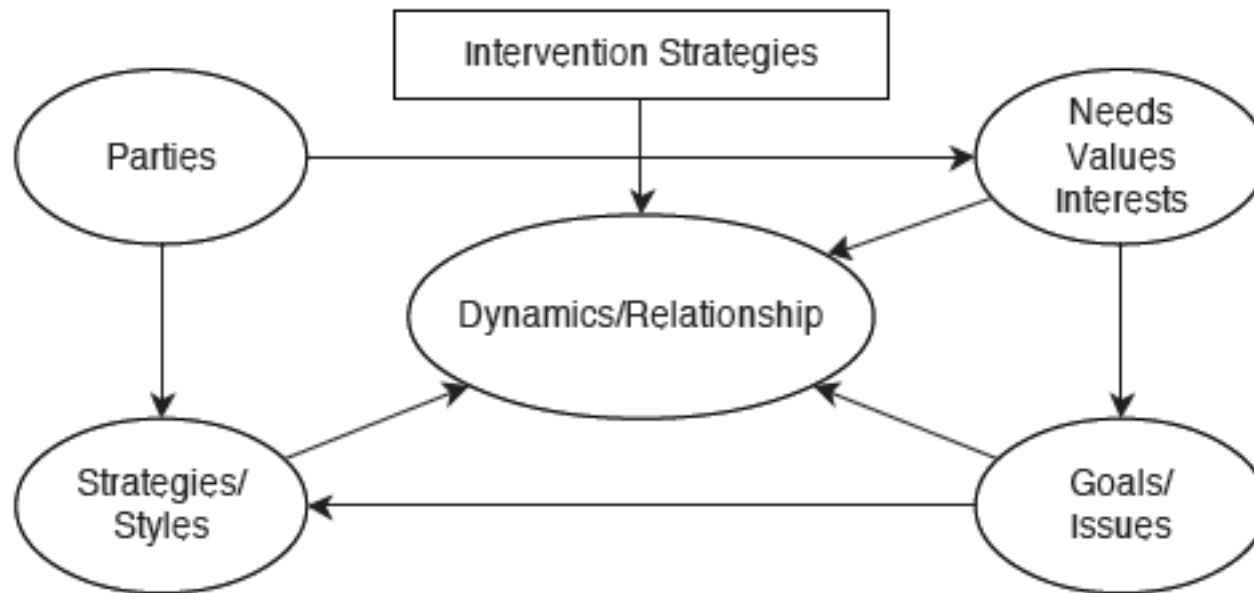 Intervention Strategies
Parties
Needs
Values
Interests
Dynamics/Relationship
Strategies/
Styles
Goals/
Issues